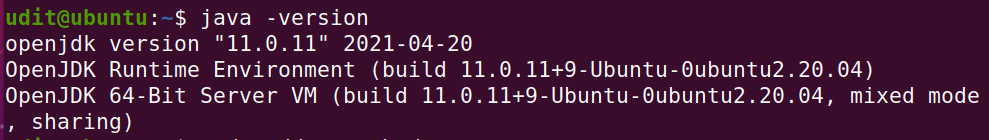 udit@ubuntu:~$ java -version
openjdk version "11.0.11" 2021-04-20
OpenJDK Runtime Environment (build 11.0.11+9-Ubuntu-0ubuntu2.20.04)
OpenJDK 64-Bit Server VM (build 11.0.11+9-Ubuntu-0ubuntu2.20.04, mixed mode
, sharing)